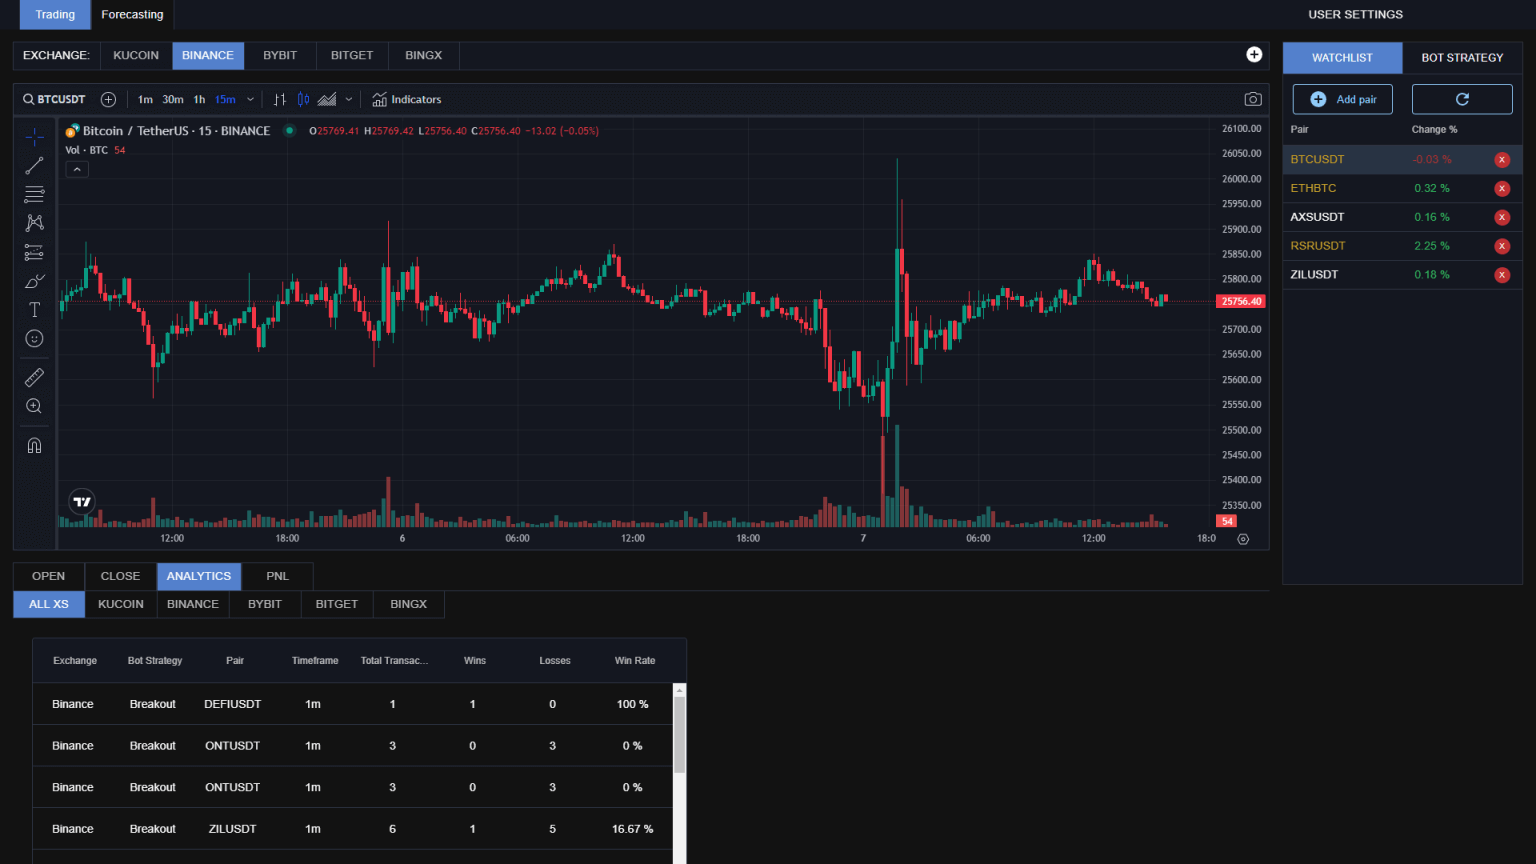 Trading Forecasting USER SETTINGS
EXCHANGE: KUCOIN BINANCE BYBIT BITGET BINGX
WATCHLIST BOT STRATEGY
BTCUSDT 1m 30m 1h 15m Indicators
Add pair
Bitcoin / TetherUS · 15 · BINANCE O25769.41 H25769.42 L25756.40 C25756.40 −13.02 (−0.05%)
Vol · BTC 54
Pair Change %
BTCUSDT -0.03 % X
ETHBTC 0.32 % X
AXSUSDT 0.16 % X
RSRUSDT 2.25 % X
ZILUSDT 0.18 % X
26100.00
26050.00
26000.00
25950.00
25900.00
25850.00
25800.00
25756.40
25700.00
25650.00
25600.00
25550.00
25500.00
25450.00
25400.00
25350.00
54
12:00 18:00 6 06:00 12:00 18:00 7 06:00 12:00 18:0
OPEN CLOSE ANALYTICS PNL
ALL XS KUCOIN BINANCE BYBIT BITGET BINGX
Exchange Bot Strategy Pair Timeframe Total Transac... Wins Losses Win Rate
Binance Breakout DEFIUSDT 1m 1 1 0 100 %
Binance Breakout ONTUSDT 1m 3 0 3 0 %
Binance Breakout ONTUSDT 1m 3 0 3 0 %
Binance Breakout ZILUSDT 1m 6 1 5 16.67 %